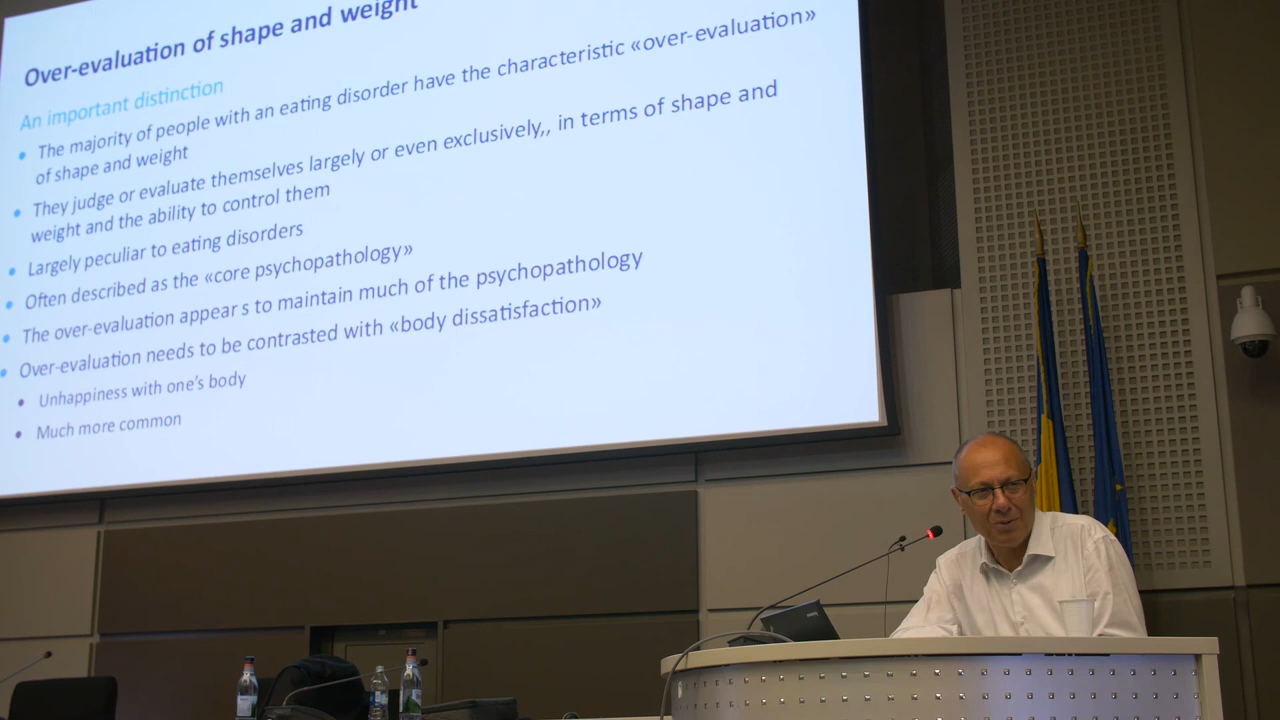 Over-evaluation of shape and weight
An important distinction
The majority of people with an eating disorder have the characteristic «over-evaluation»
of shape and weight
They judge or evaluate themselves largely or even exclusively,, in terms of shape and
weight and the ability to control them
Largely peculiar to eating disorders
Often described as the «core psychopathology»
The over-evaluation appear s to maintain much of the psychopathology
Over-evaluation needs to be contrasted with «body dissatisfaction»
Unhappiness with one's body
Much more common